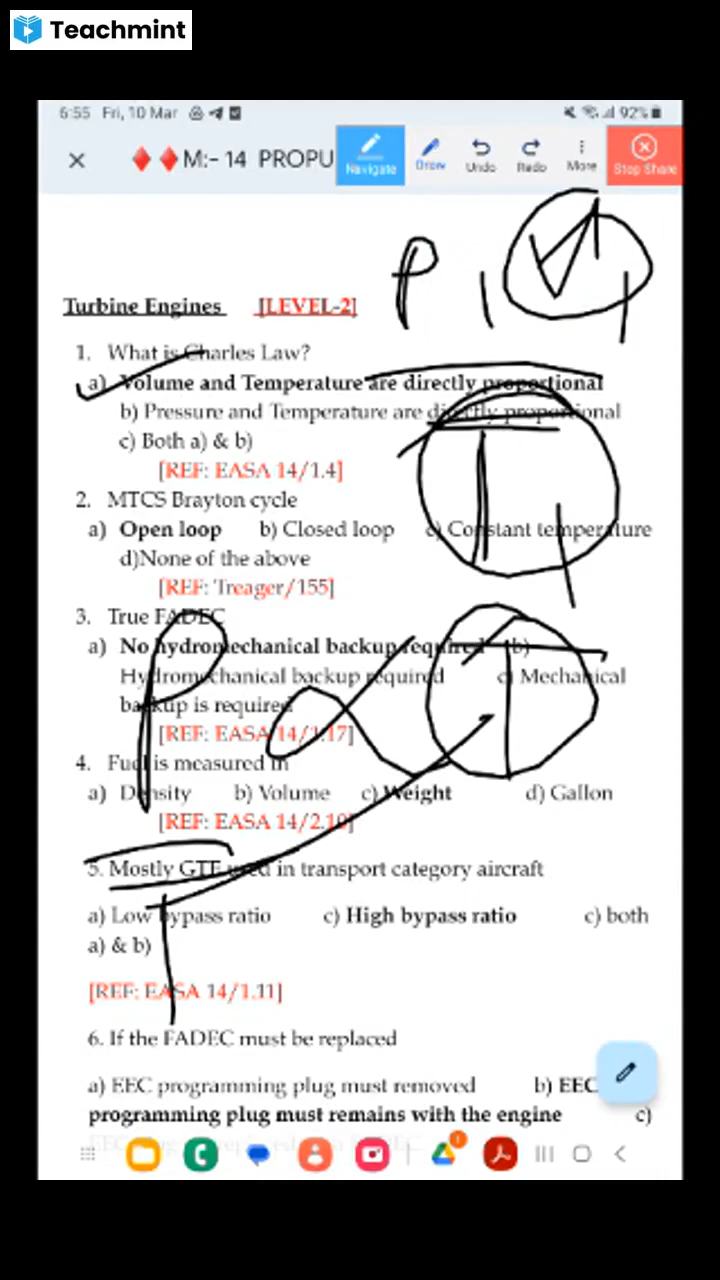 Teachmint
6:55 Fri, 10 Mar 92%
M:- 14 PROPU
Navigate Draw Undo Redo More Stop Share
P, V,
Turbine Engines [LEVEL-2]
1. What is Charles Law?
a) Volume and Temperature are directly proportional
b) Pressure and Temperature are directly proportional
c) Both a) & b)
[REF: EASA 14/1.4]
2. MTCS Brayton cycle
a) Open loop b) Closed loop c) Constant temperature
d)None of the above
[REF: Treager/155]
3. True FADEC
a) No hydromechanical backup required b)
Hydromechanical backup required c) Mechanical
backup is required
[REF: EASA 14/1.17]
4. Fuel is measured in
a) Density b) Volume c) Weight d) Gallon
[REF: EASA 14/2.10]
5. Mostly GTE used in transport category aircraft
a) Low bypass ratio c) High bypass ratio c) both
a) & b)
[REF: EASA 14/1.11]
6. If the FADEC must be replaced
a) EEC programming plug must removed b) EEC
programming plug must remains with the engine c)